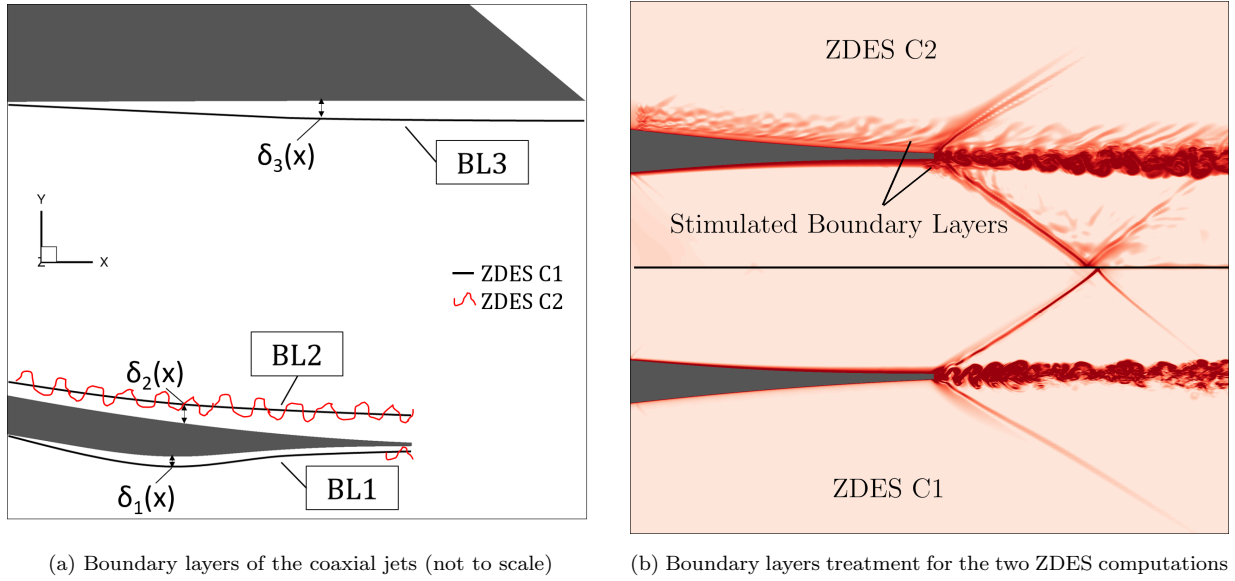 δ₃(x)
BL3
Y
Z
X
ZDES C1
ZDES C2
BL2
δ₂(x)
BL1
δ₁(x)
ZDES C2
Stimulated Boundary Layers
ZDES C1
(a) Boundary layers of the coaxial jets (not to scale)
(b) Boundary layers treatment for the two ZDES computations